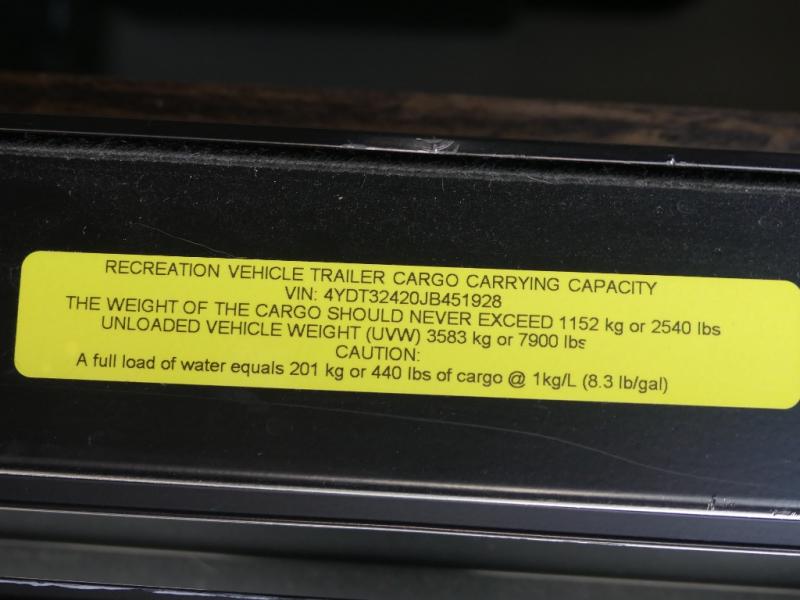 RECREATION VEHICLE TRAILER CARGO CARRYING CAPACITY
VIN: 4YDT32420JB451928
THE WEIGHT OF THE CARGO SHOULD NEVER EXCEED 1152 kg or 2540 lbs
UNLOADED VEHICLE WEIGHT (UVW) 3583 kg or 7900 lbs
CAUTION:
A full load of water equals 201 kg or 440 lbs of cargo @ 1kg/L (8.3 lb/gal)